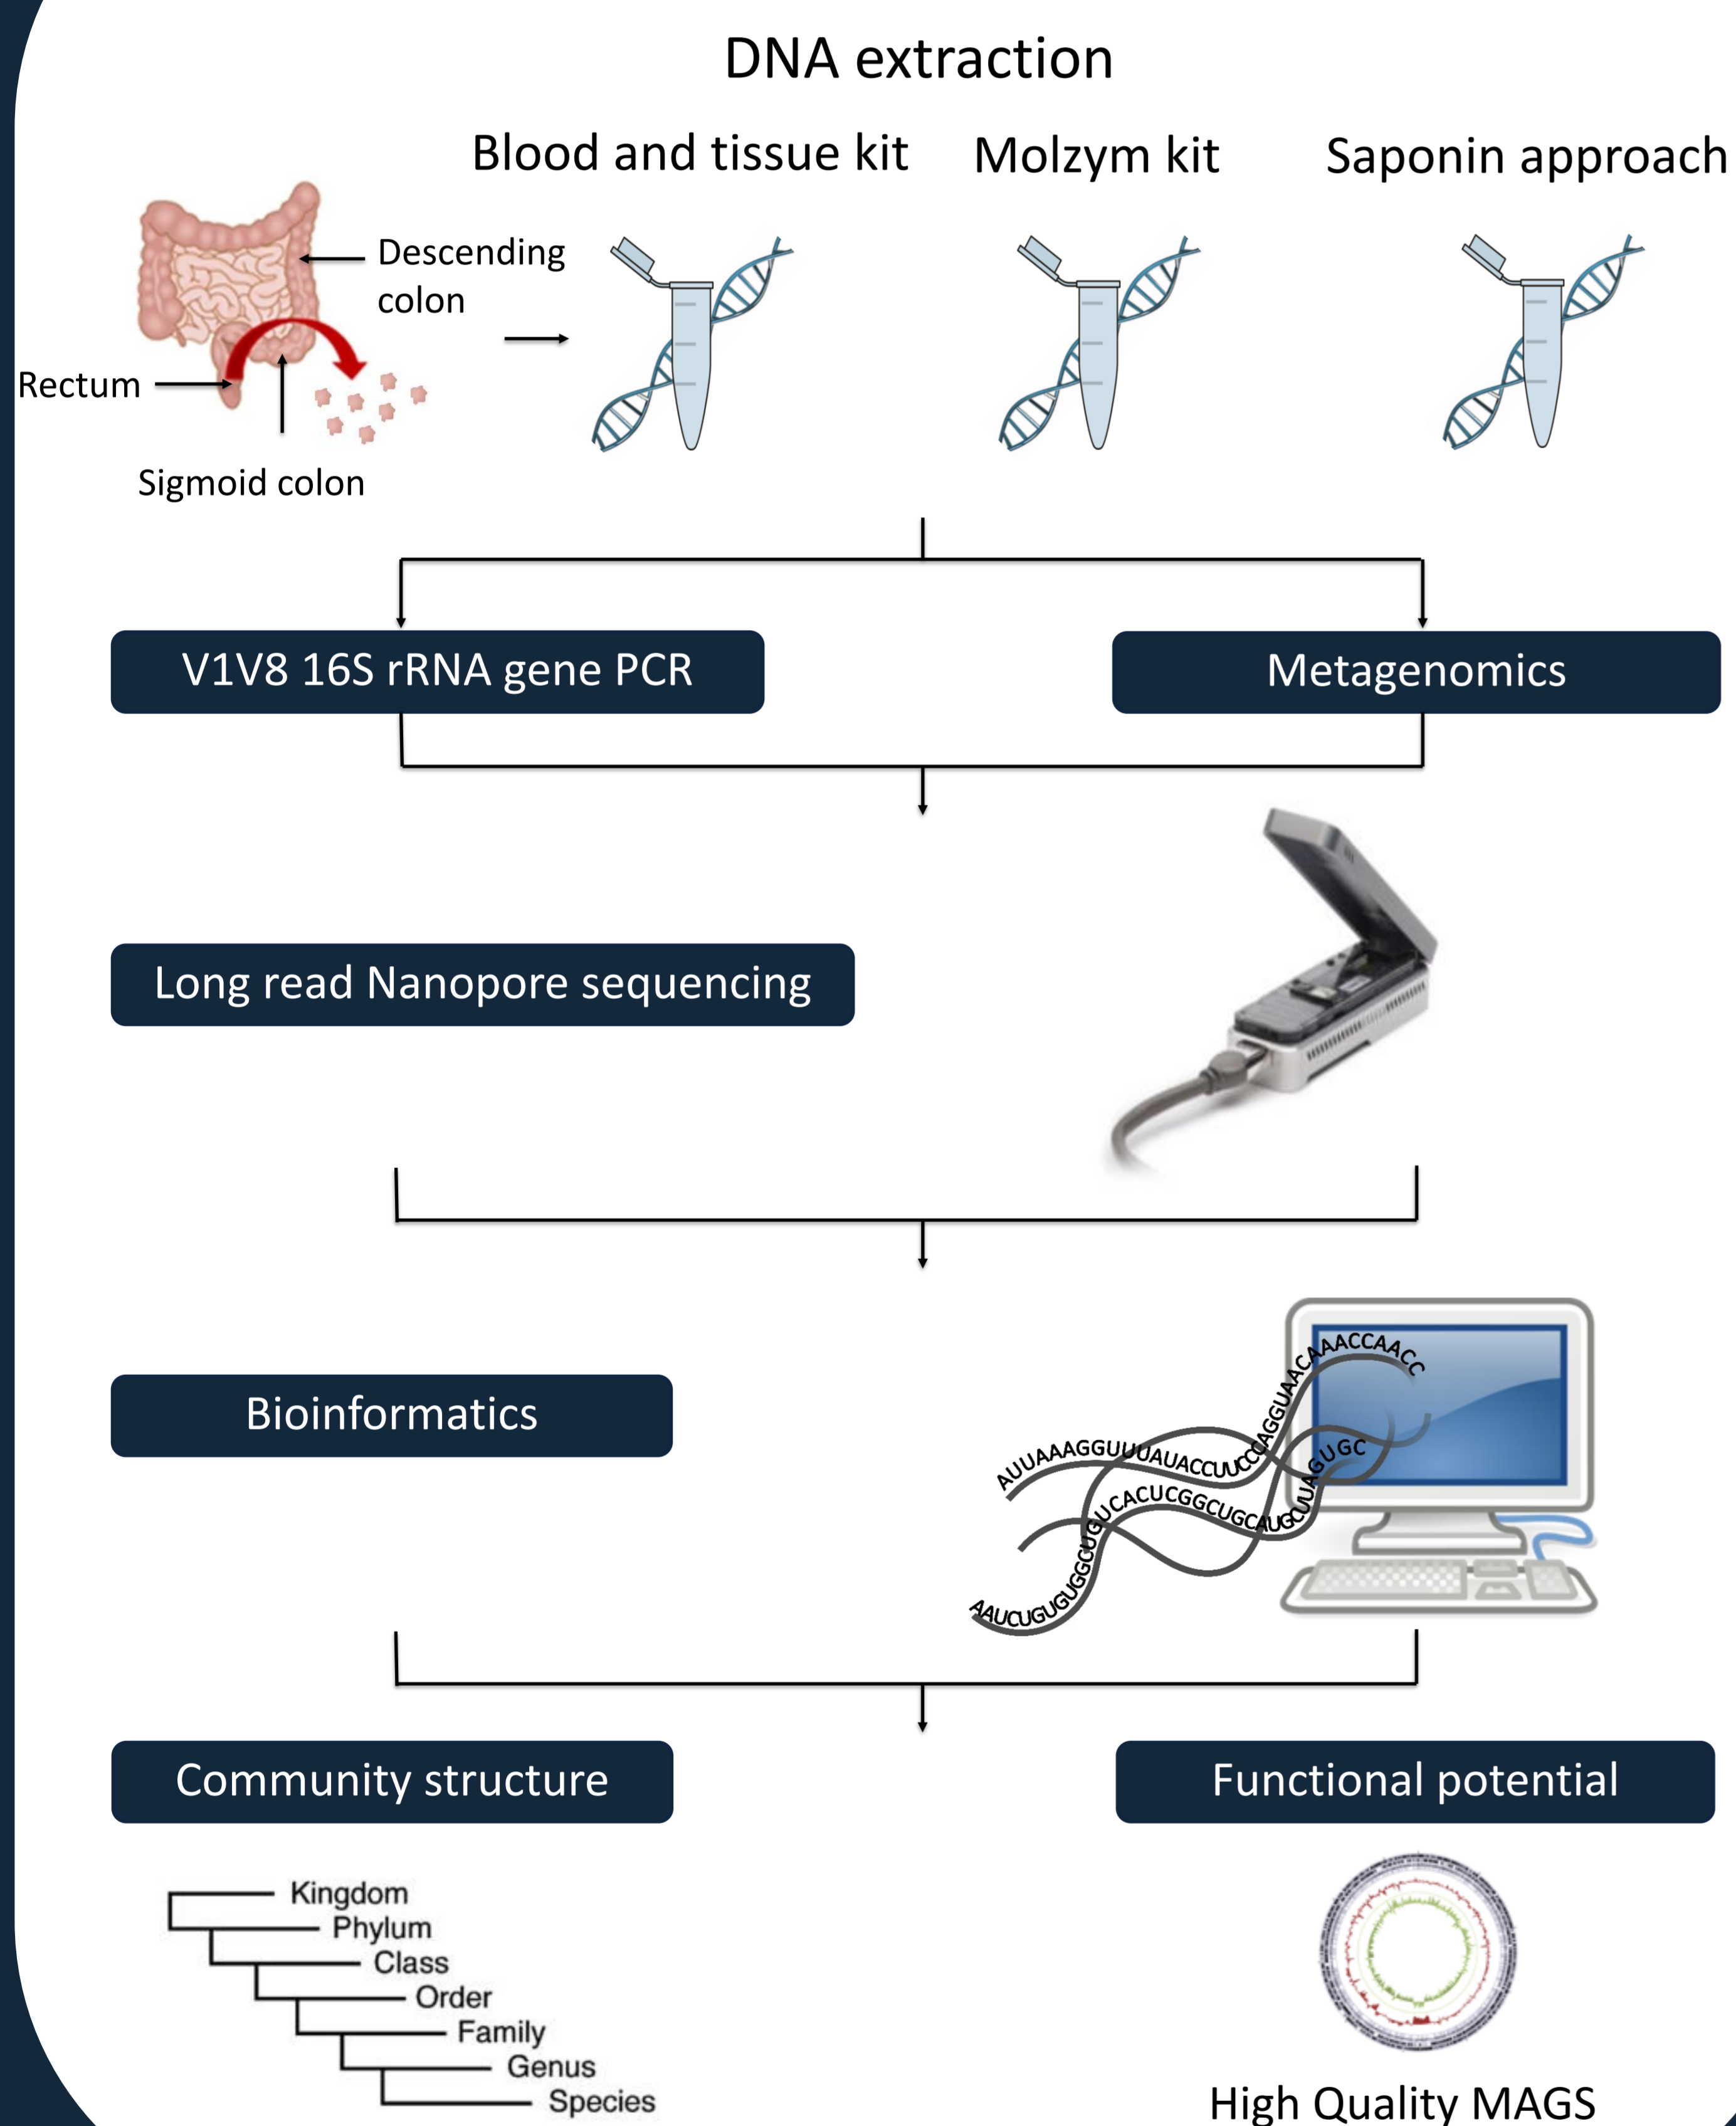 DNA extraction
Blood and tissue kit
Molzym kit
Saponin approach
Descending
colon
Rectum
Sigmoid colon
V1V8 16S rRNA gene PCR
Metagenomics
Long read Nanopore sequencing
Bioinformatics
AUUAAAGGUUUAUACCUUCCCAGGUAACAAACCAACC
AAUCUGUGUGGCUGUCACUCGGCUGCAUGCUUAGUGC
Community structure
Functional potential
Kingdom
Phylum
Class
Order
Family
Genus
Species
High Quality MAGS